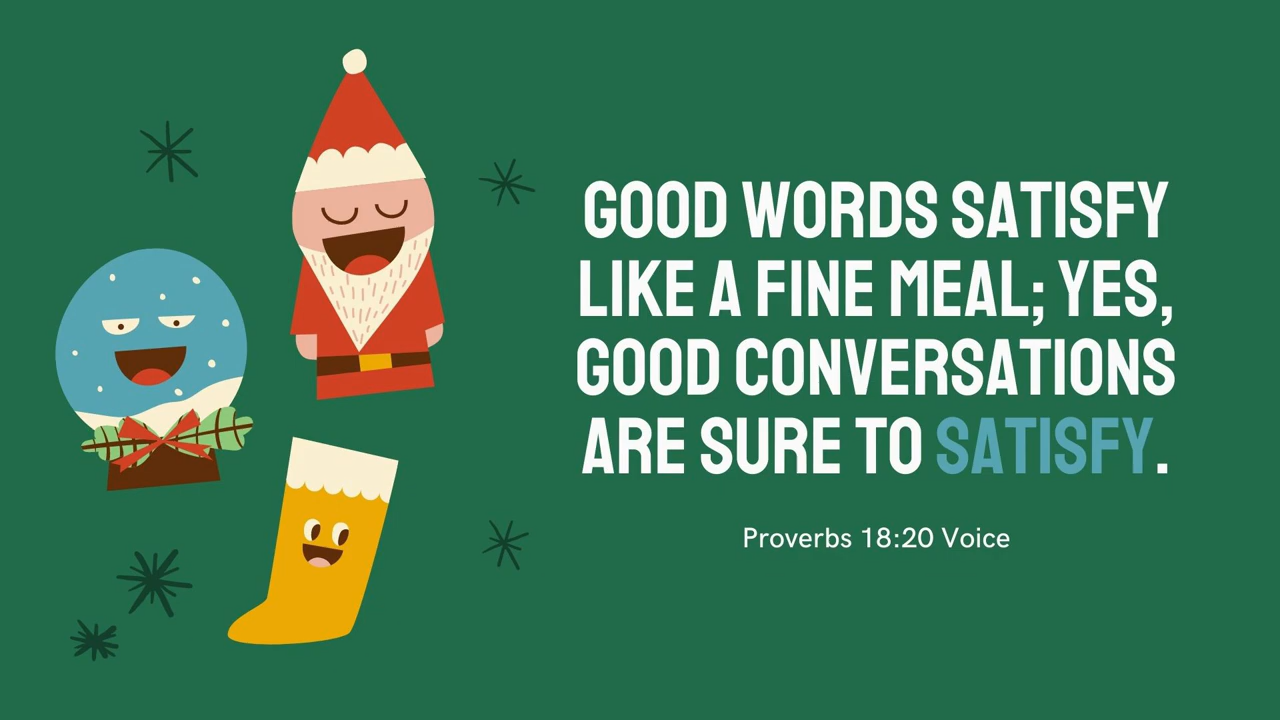 GOOD WORDS SATISFY
LIKE A FINE MEAL; YES,
GOOD CONVERSATIONS
ARE SURE TO SATISFY.
Proverbs 18:20 Voice